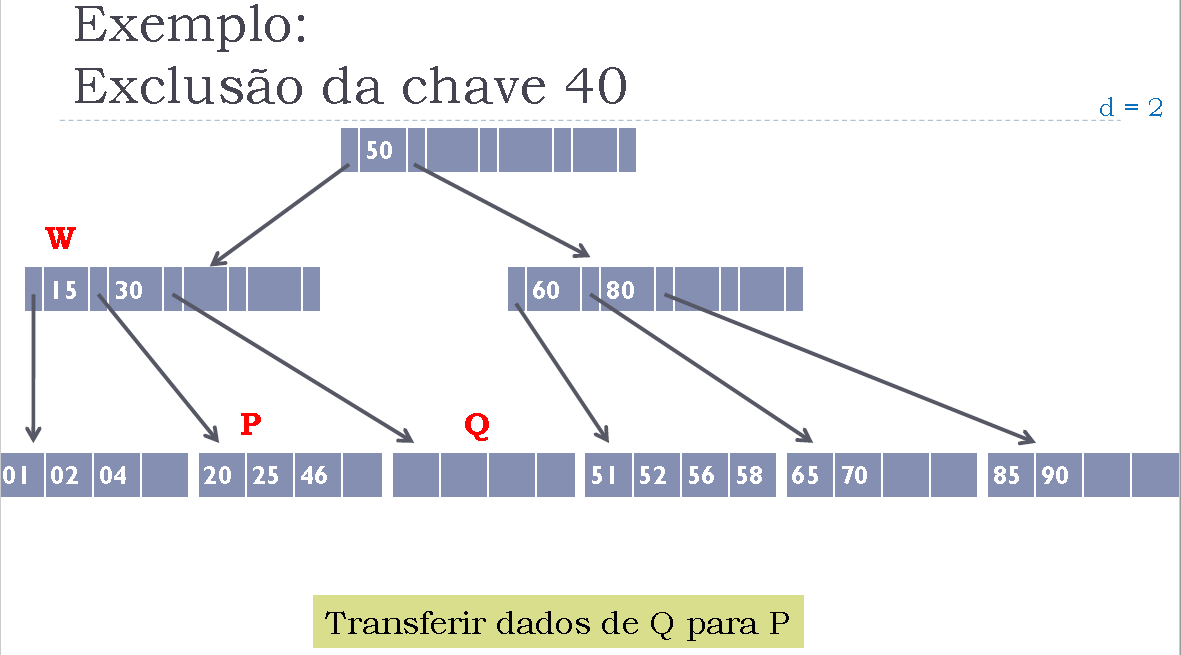 Exemplo:
Exclusão da chave 40
d = 2
50
W
15 30
60 80
P Q
01 02 04 20 25 46 51 52 56 58 65 70 85 90
Transferir dados de Q para P